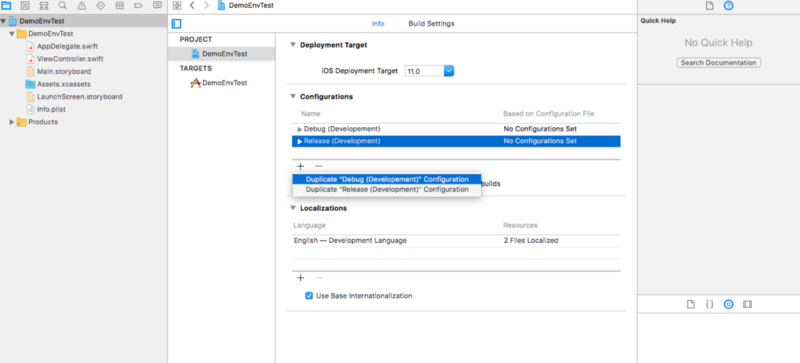 DemoEnvTest
DemoEnvTest
DemoEnvTest
AppDelegate.swift
ViewController.swift
Main.storyboard
Assets.xcassets
LaunchScreen.storyboard
Info.plist
Products
Info Build Settings
PROJECT
DemoEnvTest
TARGETS
DemoEnvTest
Deployment Target
iOS Deployment Target 11.0
Configurations
Name Based on Configuration File
Debug (Developement) No Configurations Set
Release (Development) No Configurations Set
+ −
Duplicate "Debug (Developement)" Configuration
builds
Duplicate "Release (Development)" Configuration
Localizations
Language Resources
English — Development Language 2 Files Localized
+ −
Use Base Internationalization
Quick Help
No Quick Help
Search Documentation